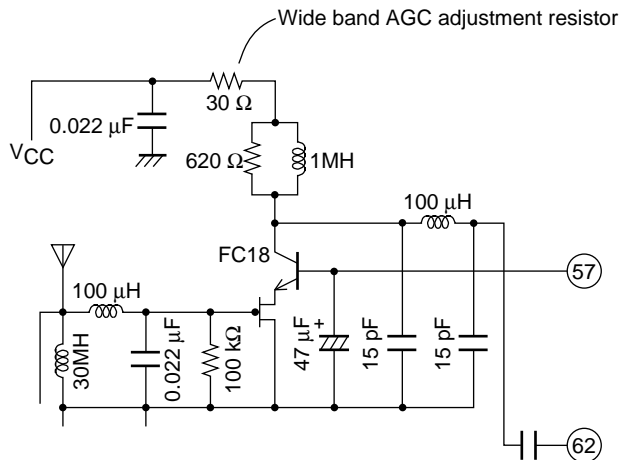 Wide band AGC adjustment resistor
30 Ω
0.022 µF
VCC
620 Ω
1MH
100 µH
FC18
57
100 µH
30MH
0.022 µF
100 kΩ
47 µF
+
15 pF
15 pF
62